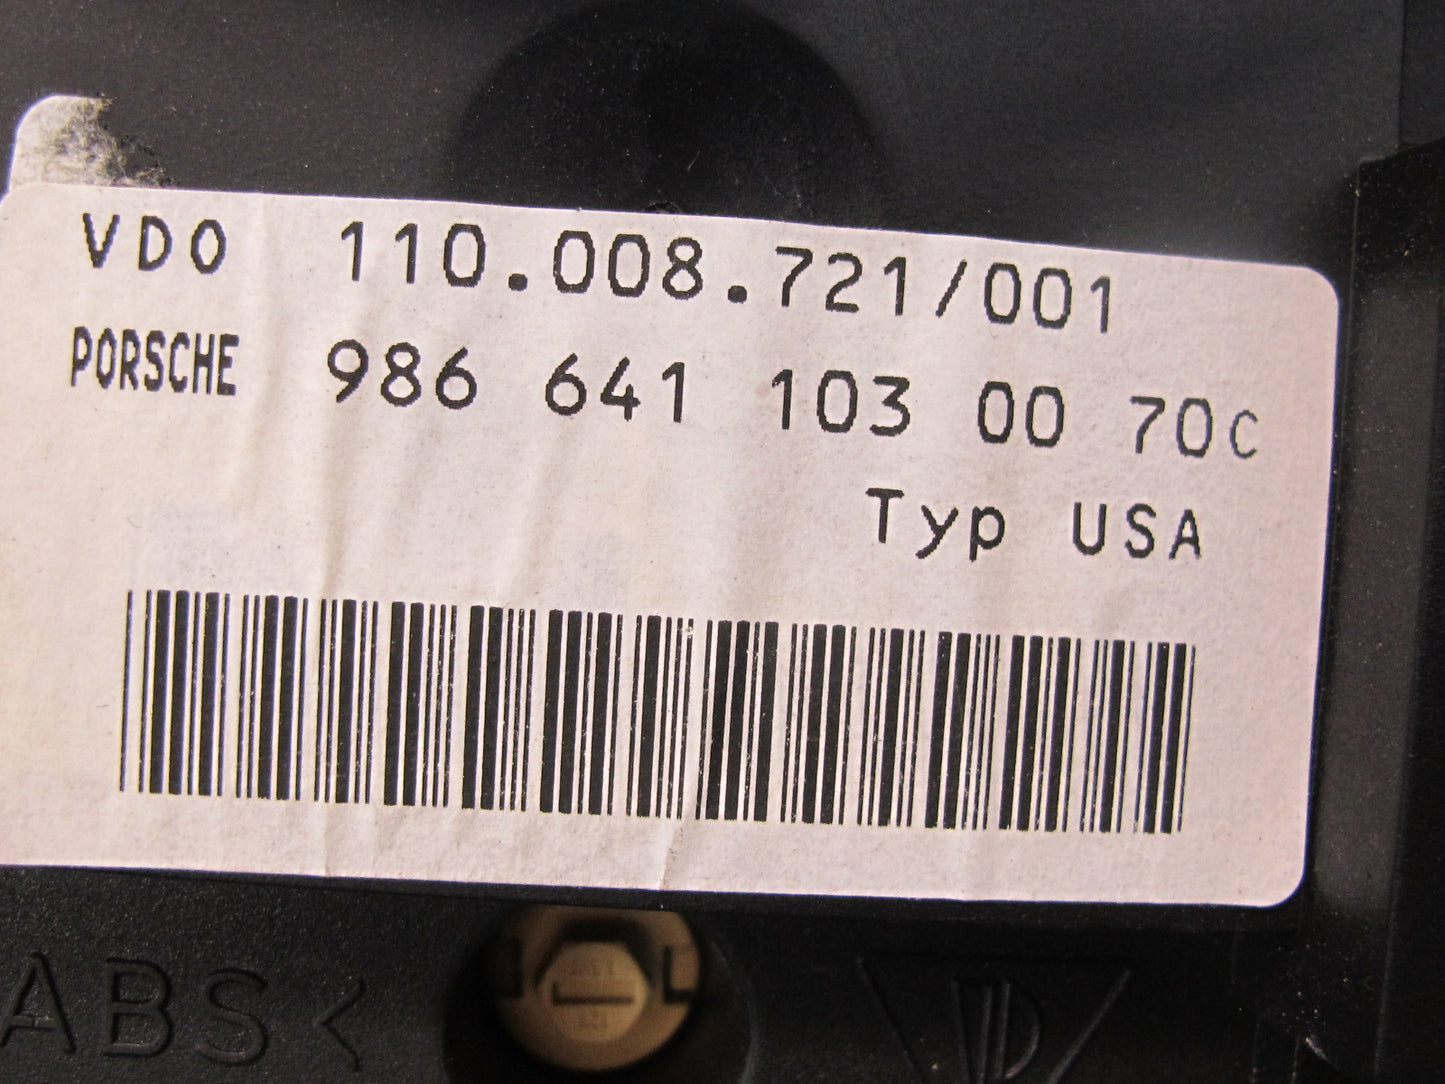 VDO 110.008.721/001
PORSCHE 986 641 103 00 70C
Typ USA
ABS<